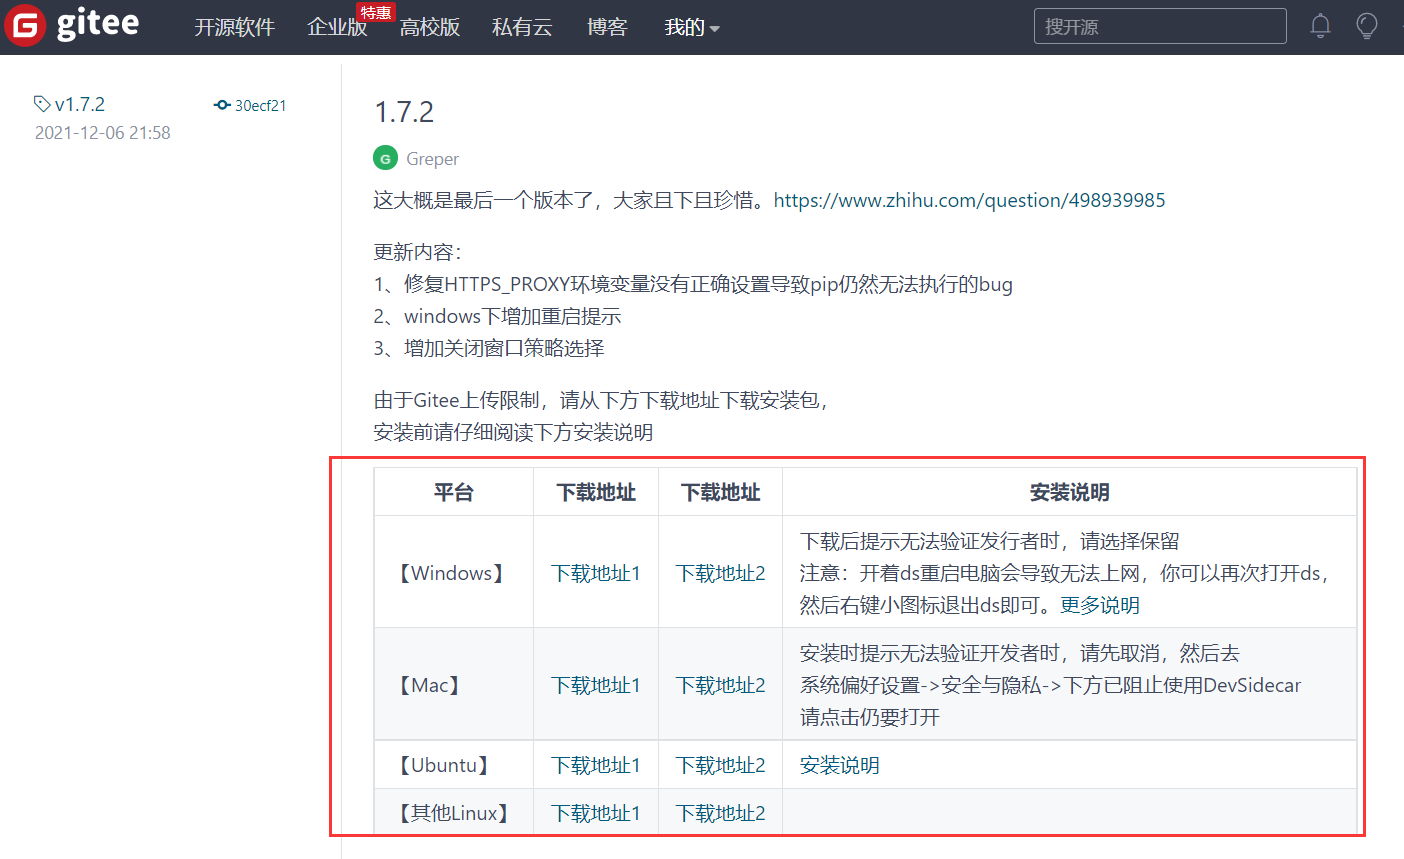 gitee
开源软件 企业版 特惠 高校版 私有云 博客 我的 搜开源
v1.7.2 30ecf21
2021-12-06 21:58
1.7.2
G Greper
这大概是最后一个版本了，大家且下且珍惜。https://www.zhihu.com/question/498939985
更新内容：
1、修复HTTPS_PROXY环境变量没有正确设置导致pip仍然无法执行的bug
2、windows下增加重启提示
3、增加关闭窗口策略选择
由于Gitee上传限制，请从下方下载地址下载安装包，
安装前请仔细阅读下方安装说明
平台 下载地址 下载地址 安装说明
【Windows】 下载地址1 下载地址2 下载后提示无法验证发行者时，请选择保留
注意：开着ds重启电脑会导致无法上网，你可以再次打开ds，
然后右键小图标退出ds即可。更多说明
【Mac】 下载地址1 下载地址2 安装时提示无法验证开发者时，请先取消，然后去
系统偏好设置->安全与隐私->下方已阻止使用DevSidecar
请点击仍要打开
【Ubuntu】 下载地址1 下载地址2 安装说明
【其他Linux】 下载地址1 下载地址2